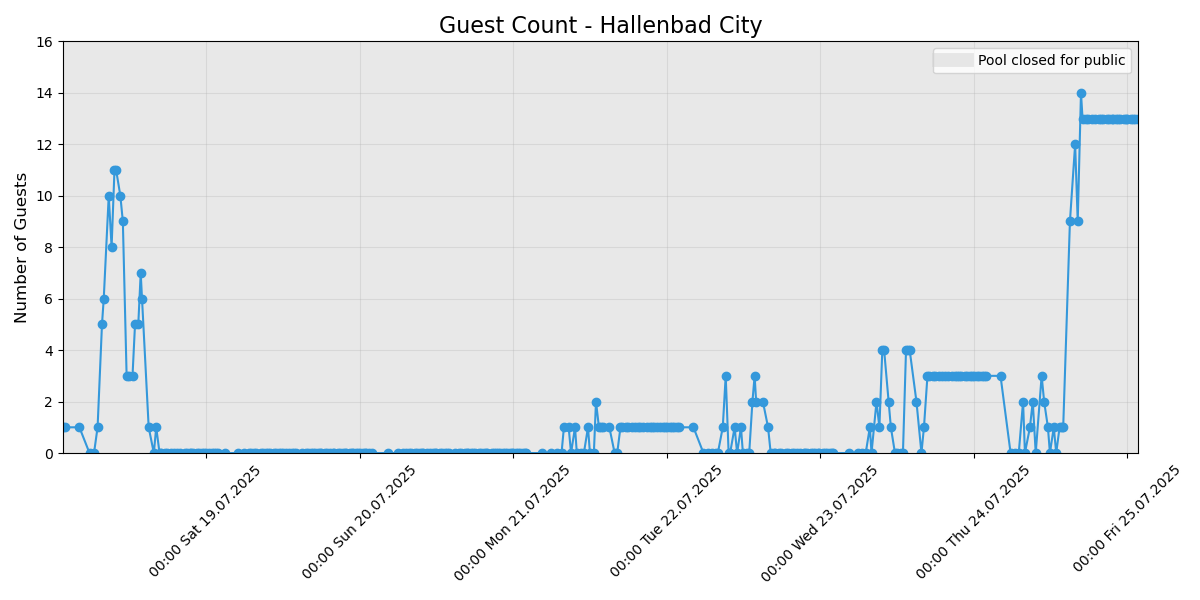 Guest Count - Hallenbad City
Pool closed for public
Number of Guests
16
14
12
10
8
6
4
2
0
00:00 Sat 19.07.2025
00:00 Sun 20.07.2025
00:00 Mon 21.07.2025
00:00 Tue 22.07.2025
00:00 Wed 23.07.2025
00:00 Thu 24.07.2025
00:00 Fri 25.07.2025